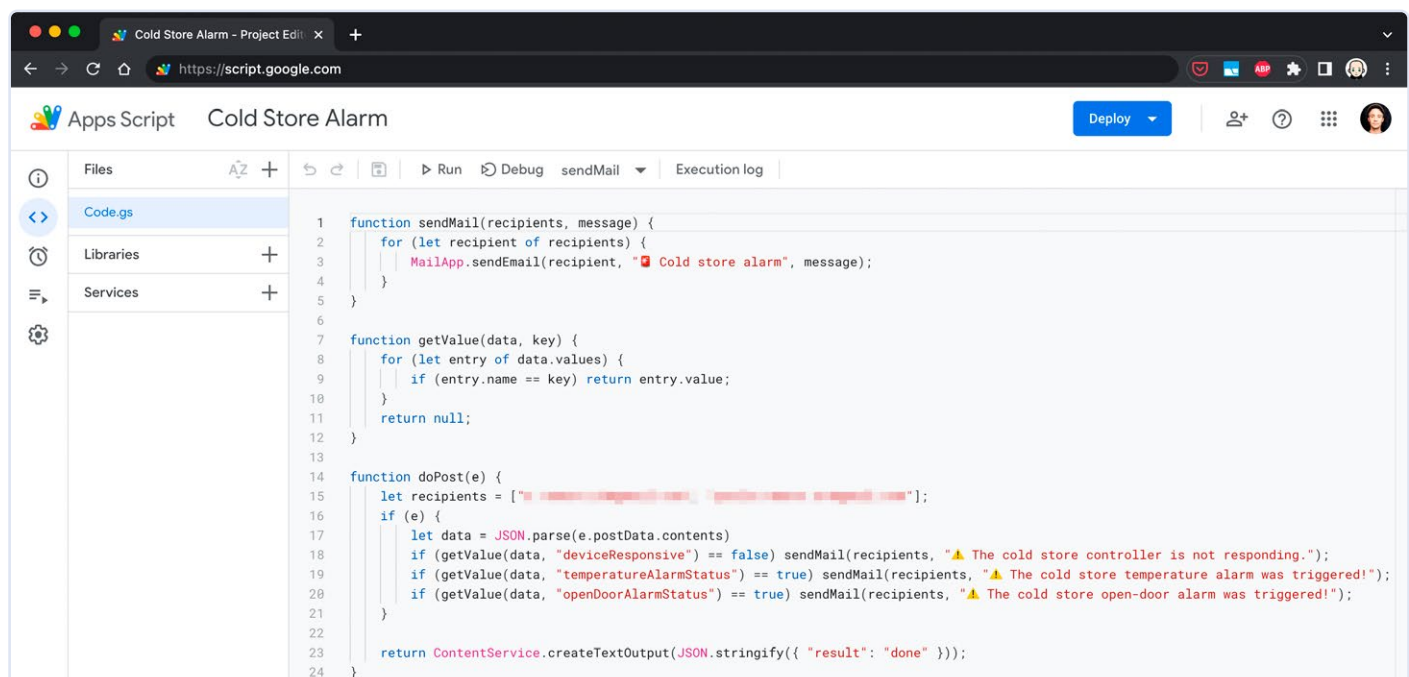 Cold Store Alarm - Project Edit
https://script.google.com
ABP
Apps Script Cold Store Alarm
Deploy
Files
AZ
Run Debug sendMail Execution log
Code.gs
Libraries
Services
1 function sendMail(recipients, message) {
2 for (let recipient of recipients) {
3 MailApp.sendEmail(recipient, "🚨 Cold store alarm", message);
4 }
5 }
6
7 function getValue(data, key) {
8 for (let entry of data.values) {
9 if (entry.name == key) return entry.value;
10 }
11 return null;
12 }
13
14 function doPost(e) {
15 let recipients = [" "];
16 if (e) {
17 let data = JSON.parse(e.postData.contents)
18 if (getValue(data, "deviceResponsive") == false) sendMail(recipients, "⚠️ The cold store controller is not responding.");
19 if (getValue(data, "temperatureAlarmStatus") == true) sendMail(recipients, "⚠️ The cold store temperature alarm was triggered!");
20 if (getValue(data, "openDoorAlarmStatus") == true) sendMail(recipients, "⚠️ The cold store open-door alarm was triggered!");
21 }
22
23 return ContentService.createTextOutput(JSON.stringify({ "result": "done" }));
24 }